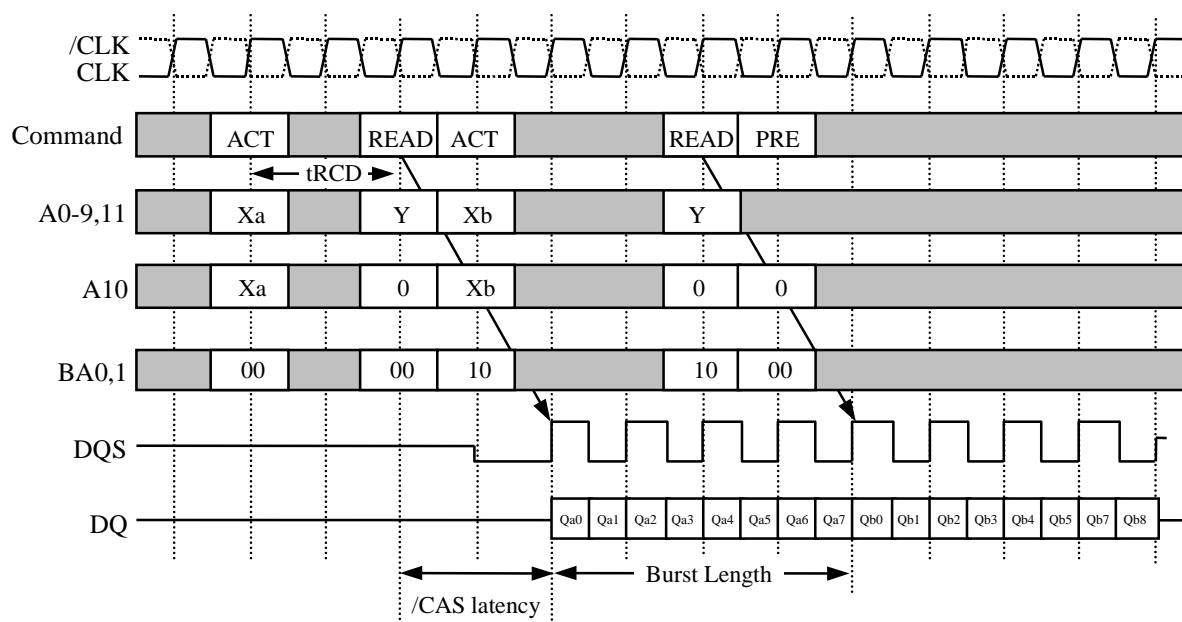 /CLK
CLK
Command ACT READ ACT READ PRE
tRCD
A0-9,11 Xa Y Xb Y
A10 Xa 0 Xb 0 0
BA0,1 00 00 10 10 00
DQS
DQ Qa0 Qa1 Qa2 Qa3 Qa4 Qa5 Qa6 Qa7 Qb0 Qb1 Qb2 Qb3 Qb4 Qb5 Qb7 Qb8
Burst Length
/CAS latency